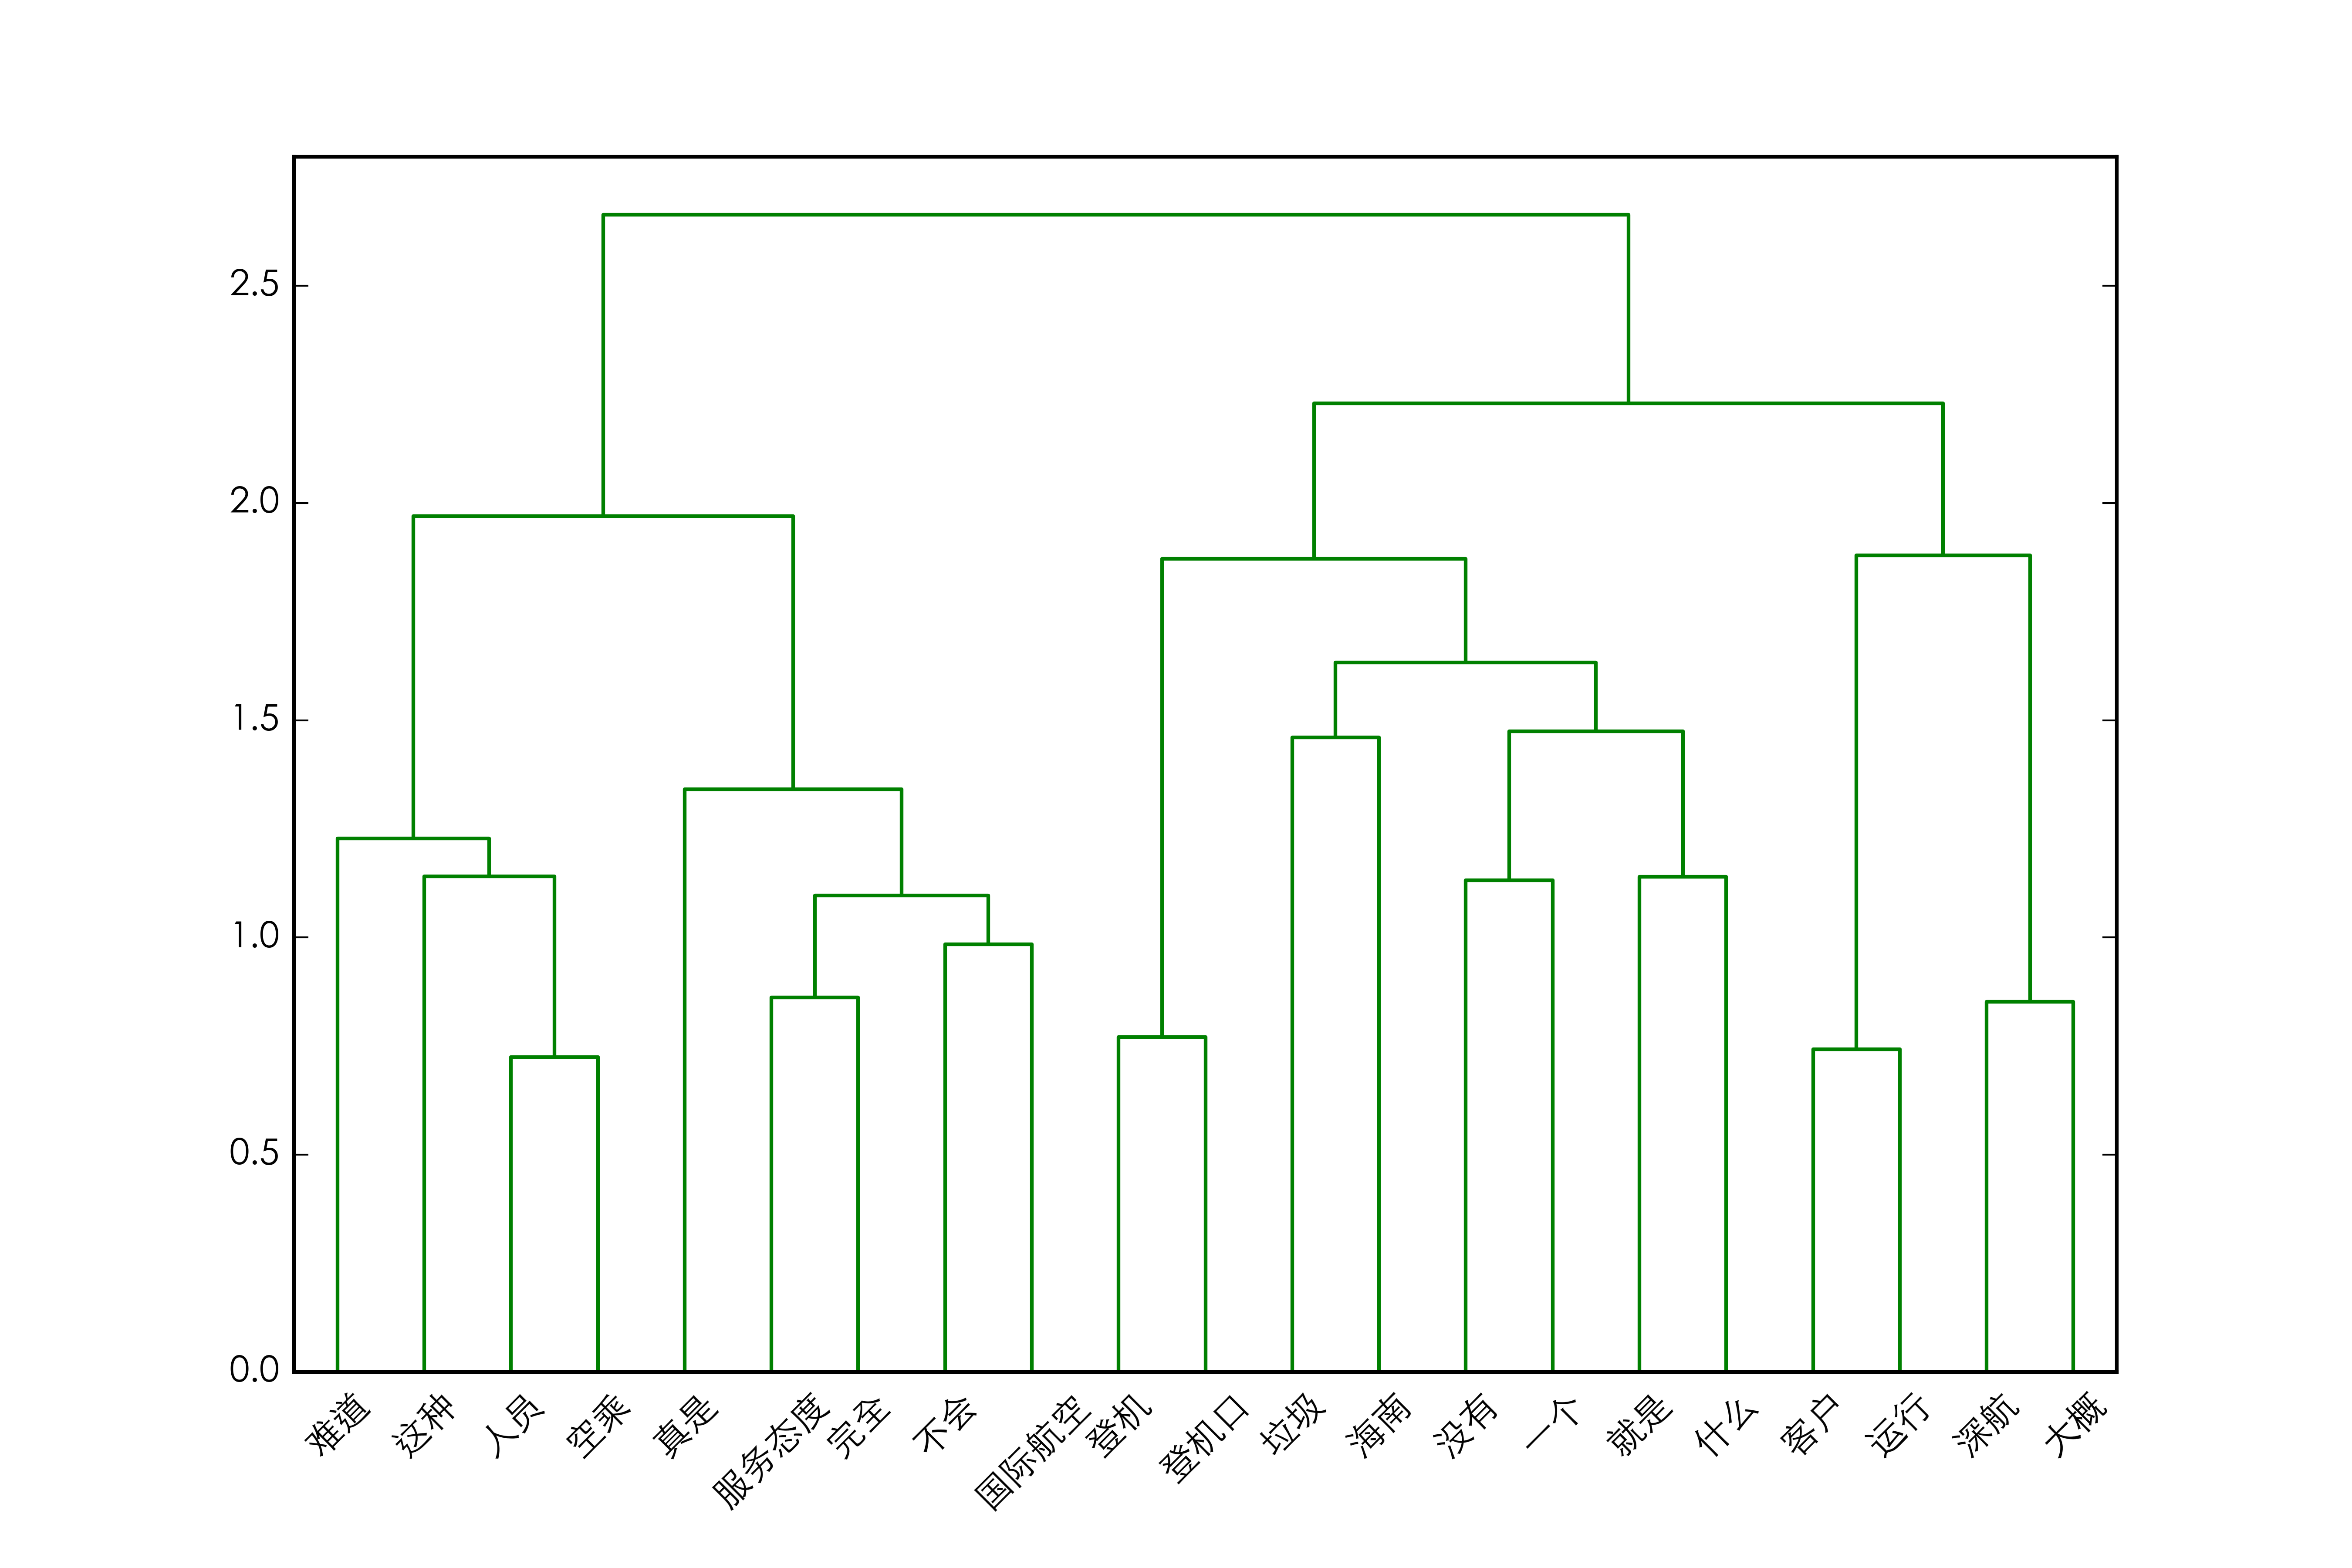 2.5
2.0
1.5
1.0
0.5
0.0
难道
这种
人员
空乘
真是
服务态度
完全
不会
国际航空
登机
登机口
垃圾
海南
没有
一个
就是
什么
客户
运行
深航
大概